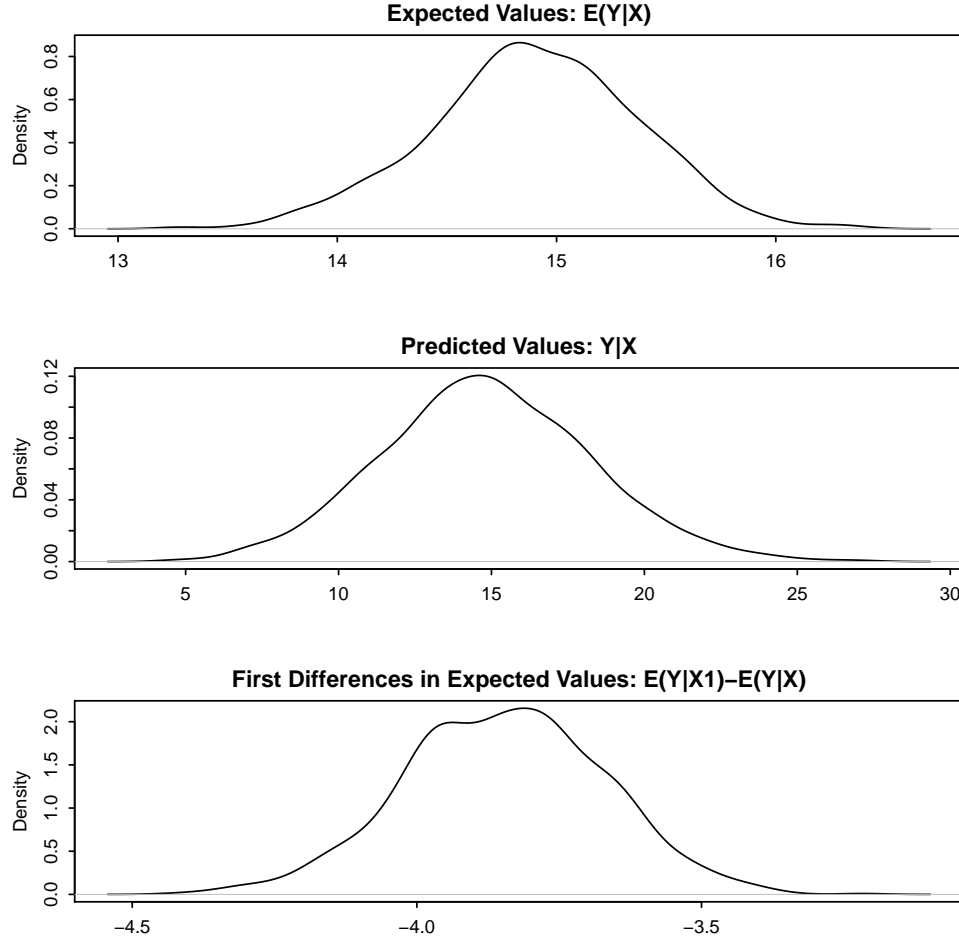 Expected Values: E(Y|X)
Density
0.0 0.2 0.4 0.6 0.8
13 14 15 16
Predicted Values: Y|X
Density
0.00 0.04 0.08 0.12
5 10 15 20 25 30
First Differences in Expected Values: E(Y|X1)−E(Y|X)
Density
0.0 0.5 1.0 1.5 2.0
−4.5 −4.0 −3.5